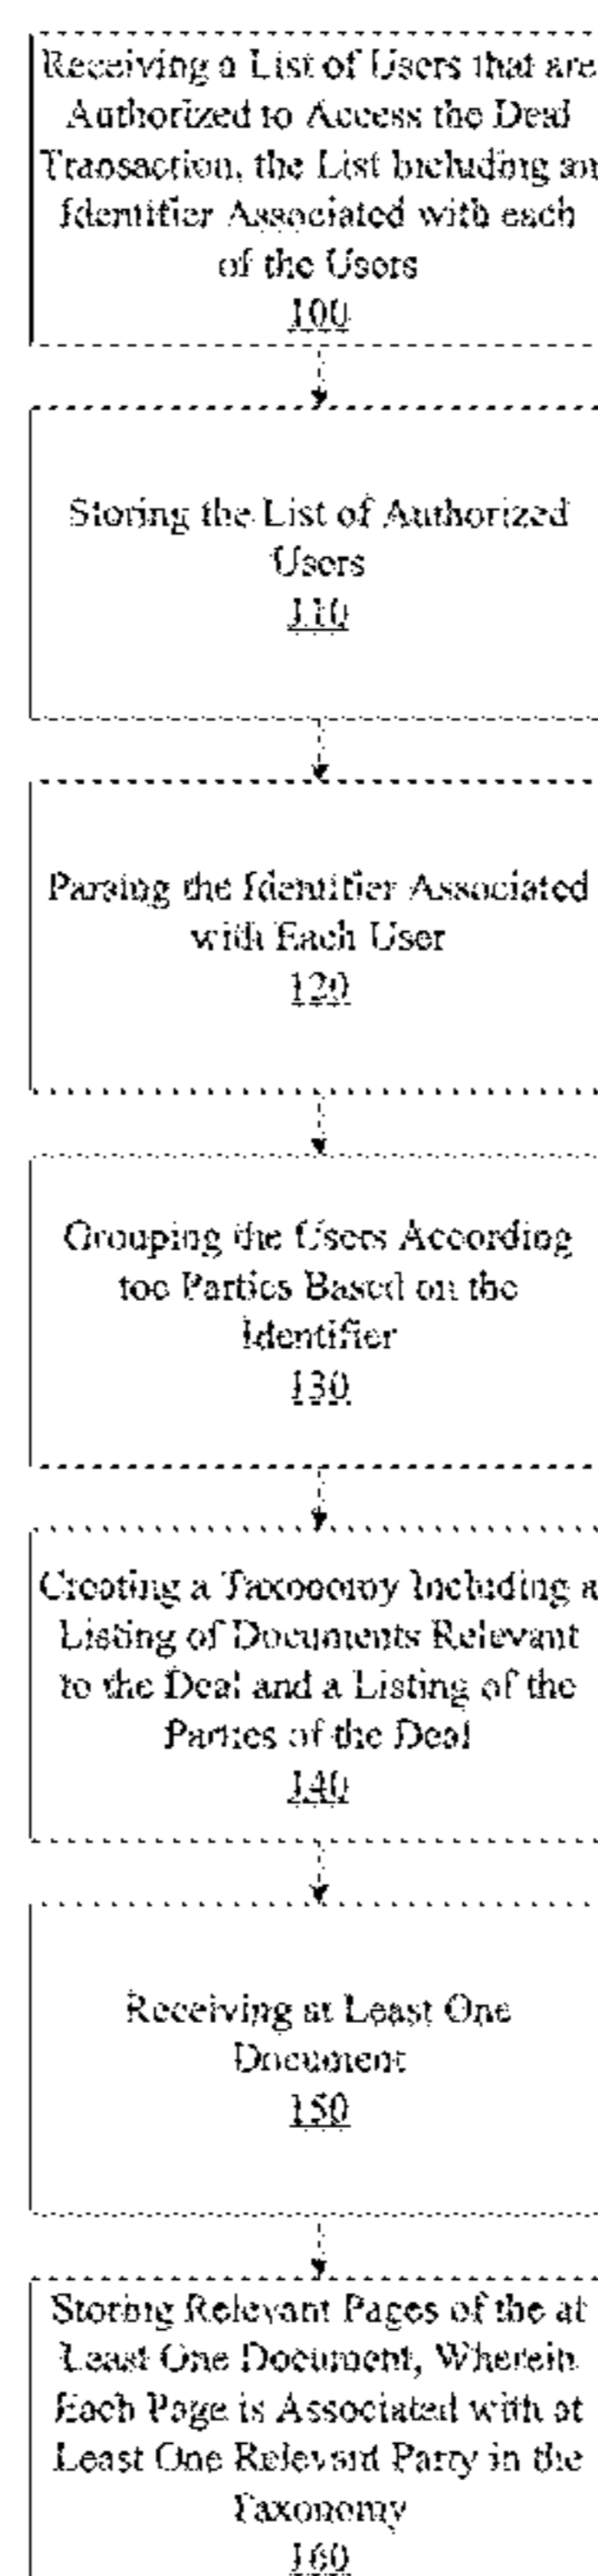 Receiving a List of Users that are
Authorized to Access the Deal
Transaction, the List Including an
Identifier Associated with each
of the Users
100
Storing the List of Authorized
Users
110
Parsing the Identifier Associated
with Each User
120
Grouping the Users According
toe Parties Based on the
Identifier
130
Creating a Taxonomy Including a
Listing of Documents Relevant
to the Deal and a Listing of the
Parties of the Deal
140
Receiving at Least One
Document
150
Storing Relevant Pages of the at
Least One Document, Wherein
Each Page is Associated with at
Least One Relevant Party in the
Taxonomy
160